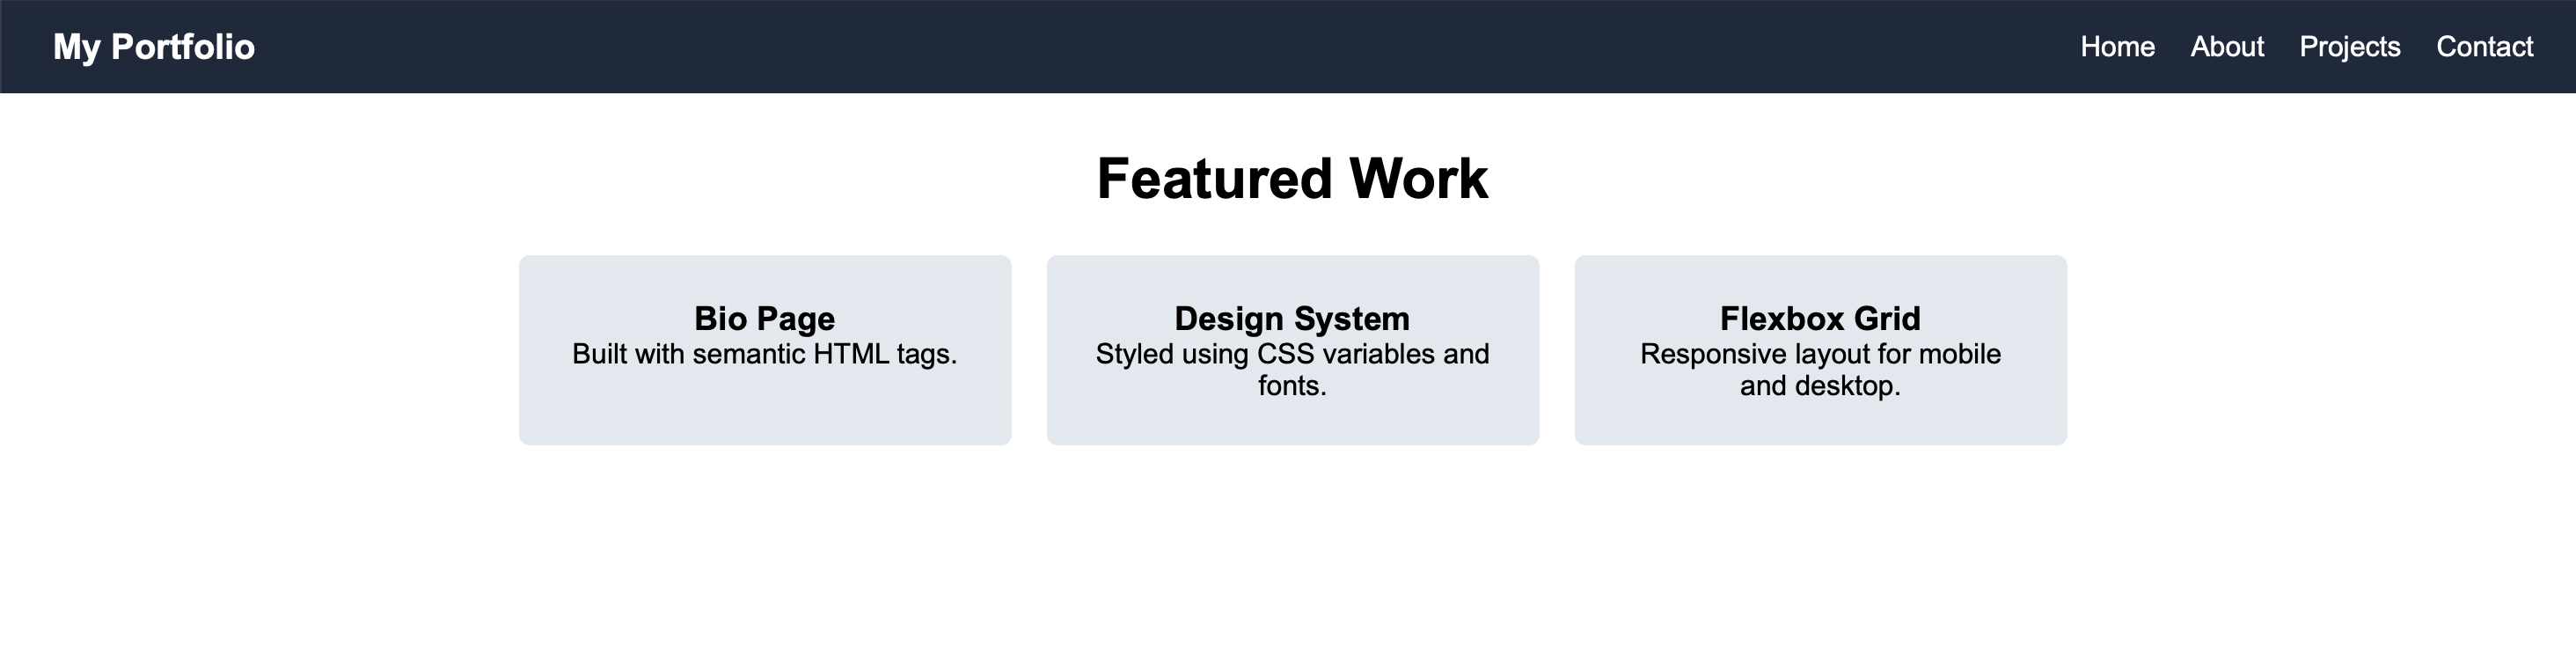 My Portfolio
Home About Projects Contact
Featured Work
Bio Page
Built with semantic HTML tags.
Design System
Styled using CSS variables and
fonts.
Flexbox Grid
Responsive layout for mobile
and desktop.